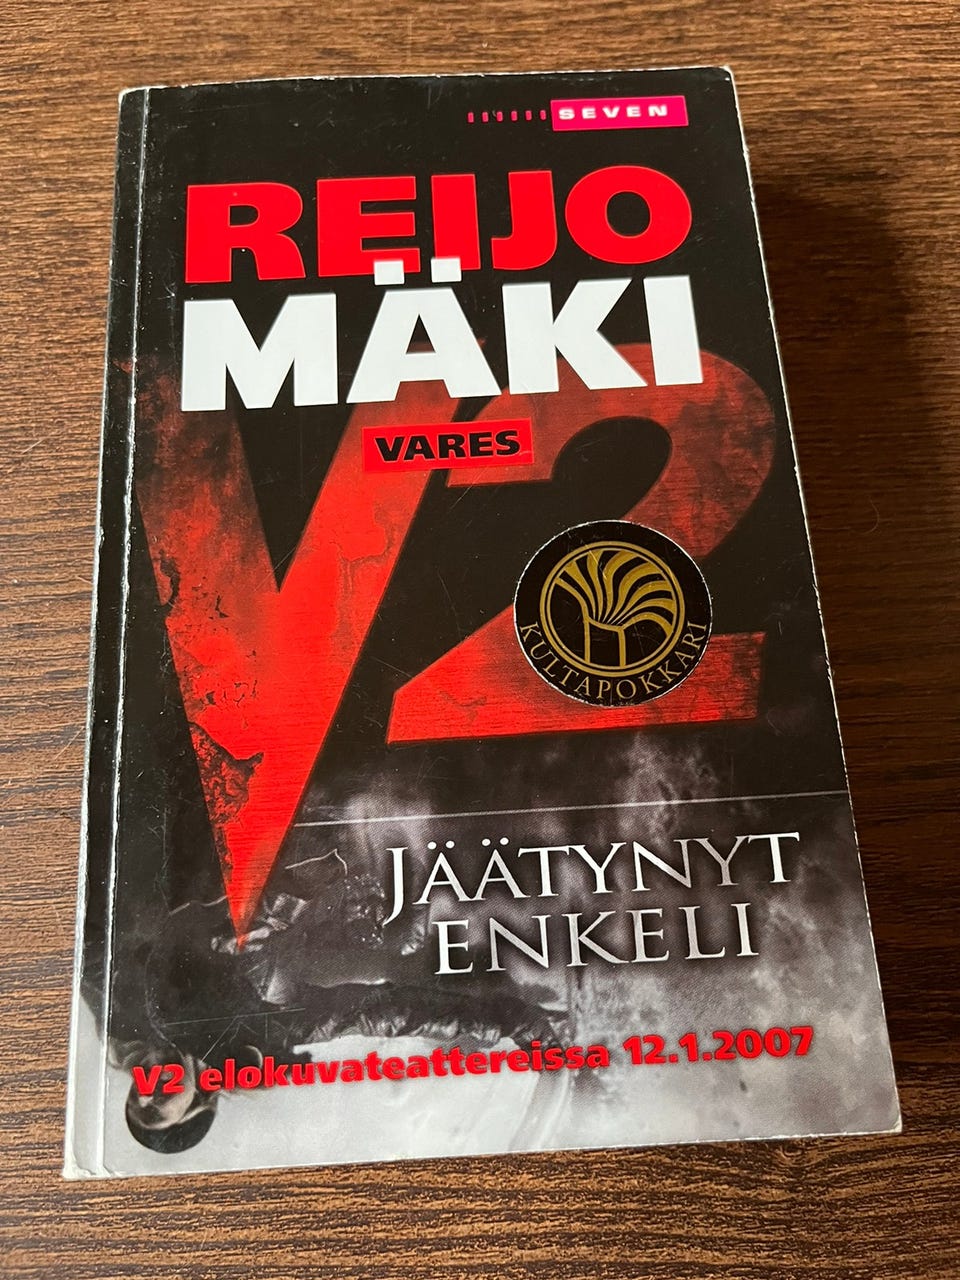 SEVEN
REIJO
MÄKI
V2
VARES
KULTAPOKKARI
JÄÄTYNYT
ENKELI
V2 elokuvateattereissa 12.1.2007